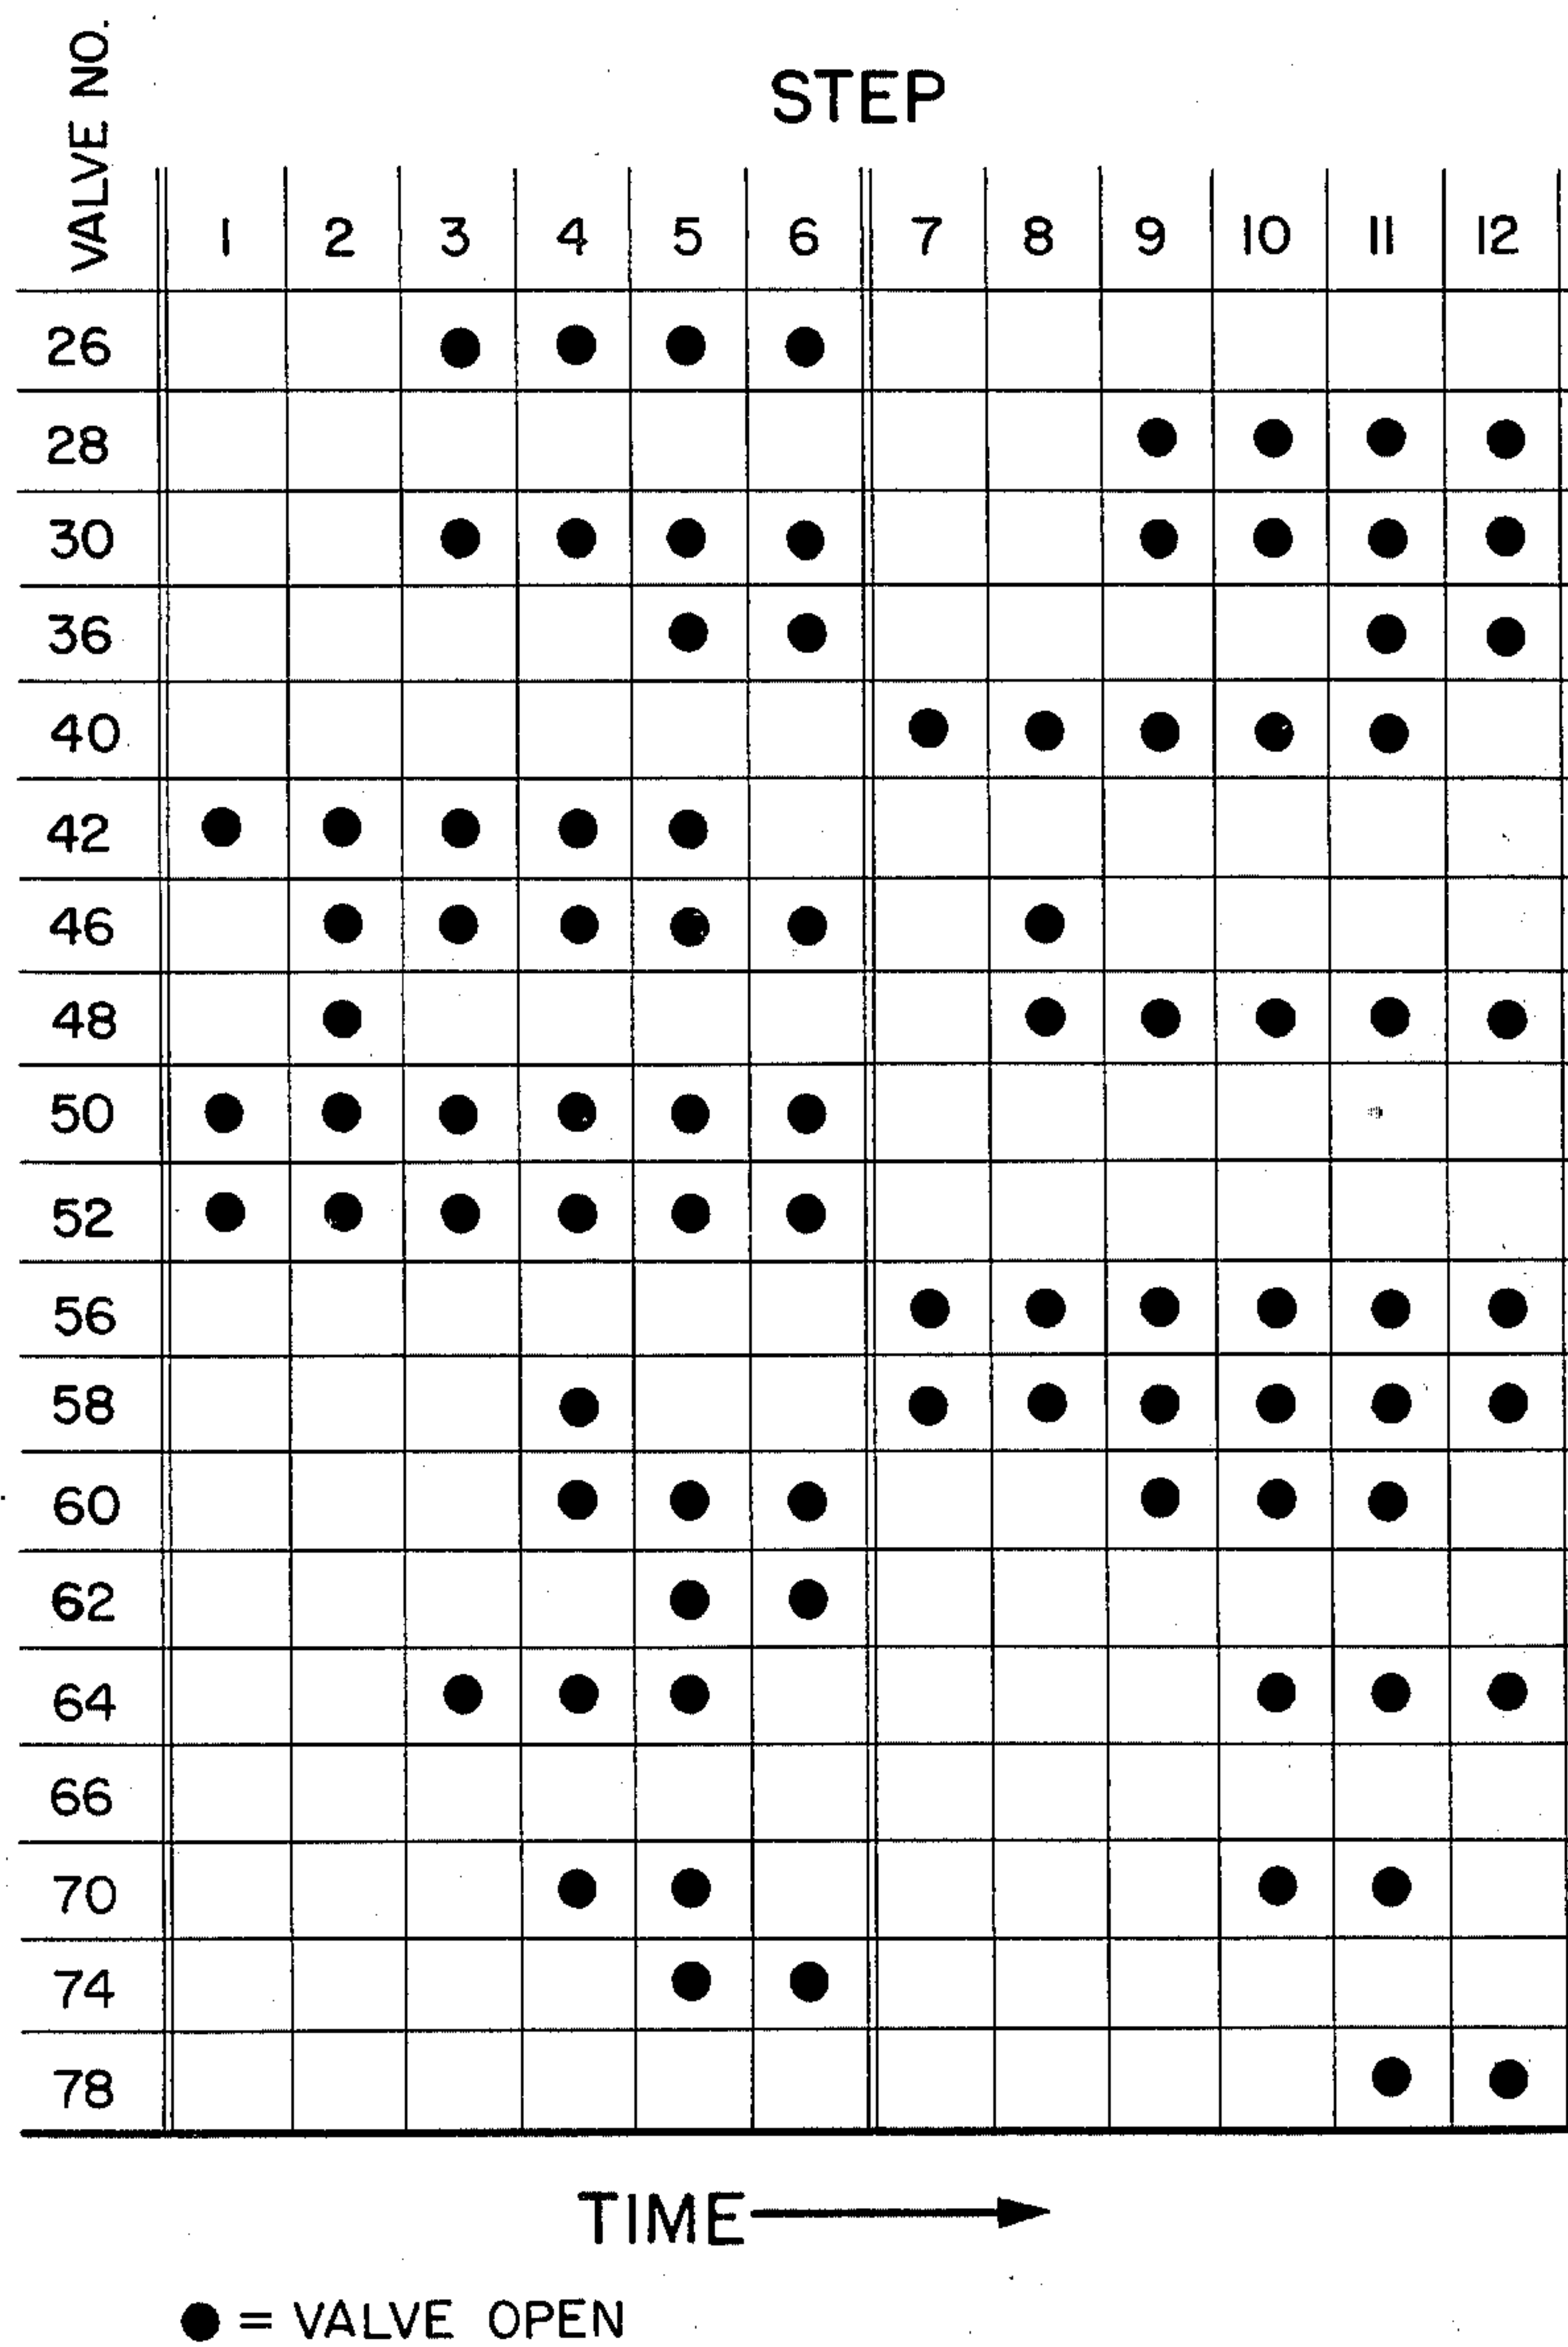 STEP
VALVE NO. 1 2 3 4 5 6 7 8 9 10 11 12
26 ● ● ● ●
28 ● ● ● ●
30 ● ● ● ● ● ● ● ●
36 ● ● ● ●
40 ● ● ● ● ●
42 ● ● ● ● ●
46 ● ● ● ● ● ●
48 ● ● ● ● ● ●
50 ● ● ● ● ● ●
52 ● ● ● ● ● ●
56 ● ● ● ● ● ●
58 ● ● ● ● ● ● ●
60 ● ● ● ● ● ●
62 ● ●
64 ● ● ● ● ● ●
66
70 ● ● ● ●
74 ● ●
78 ● ●
TIME
● = VALVE OPEN